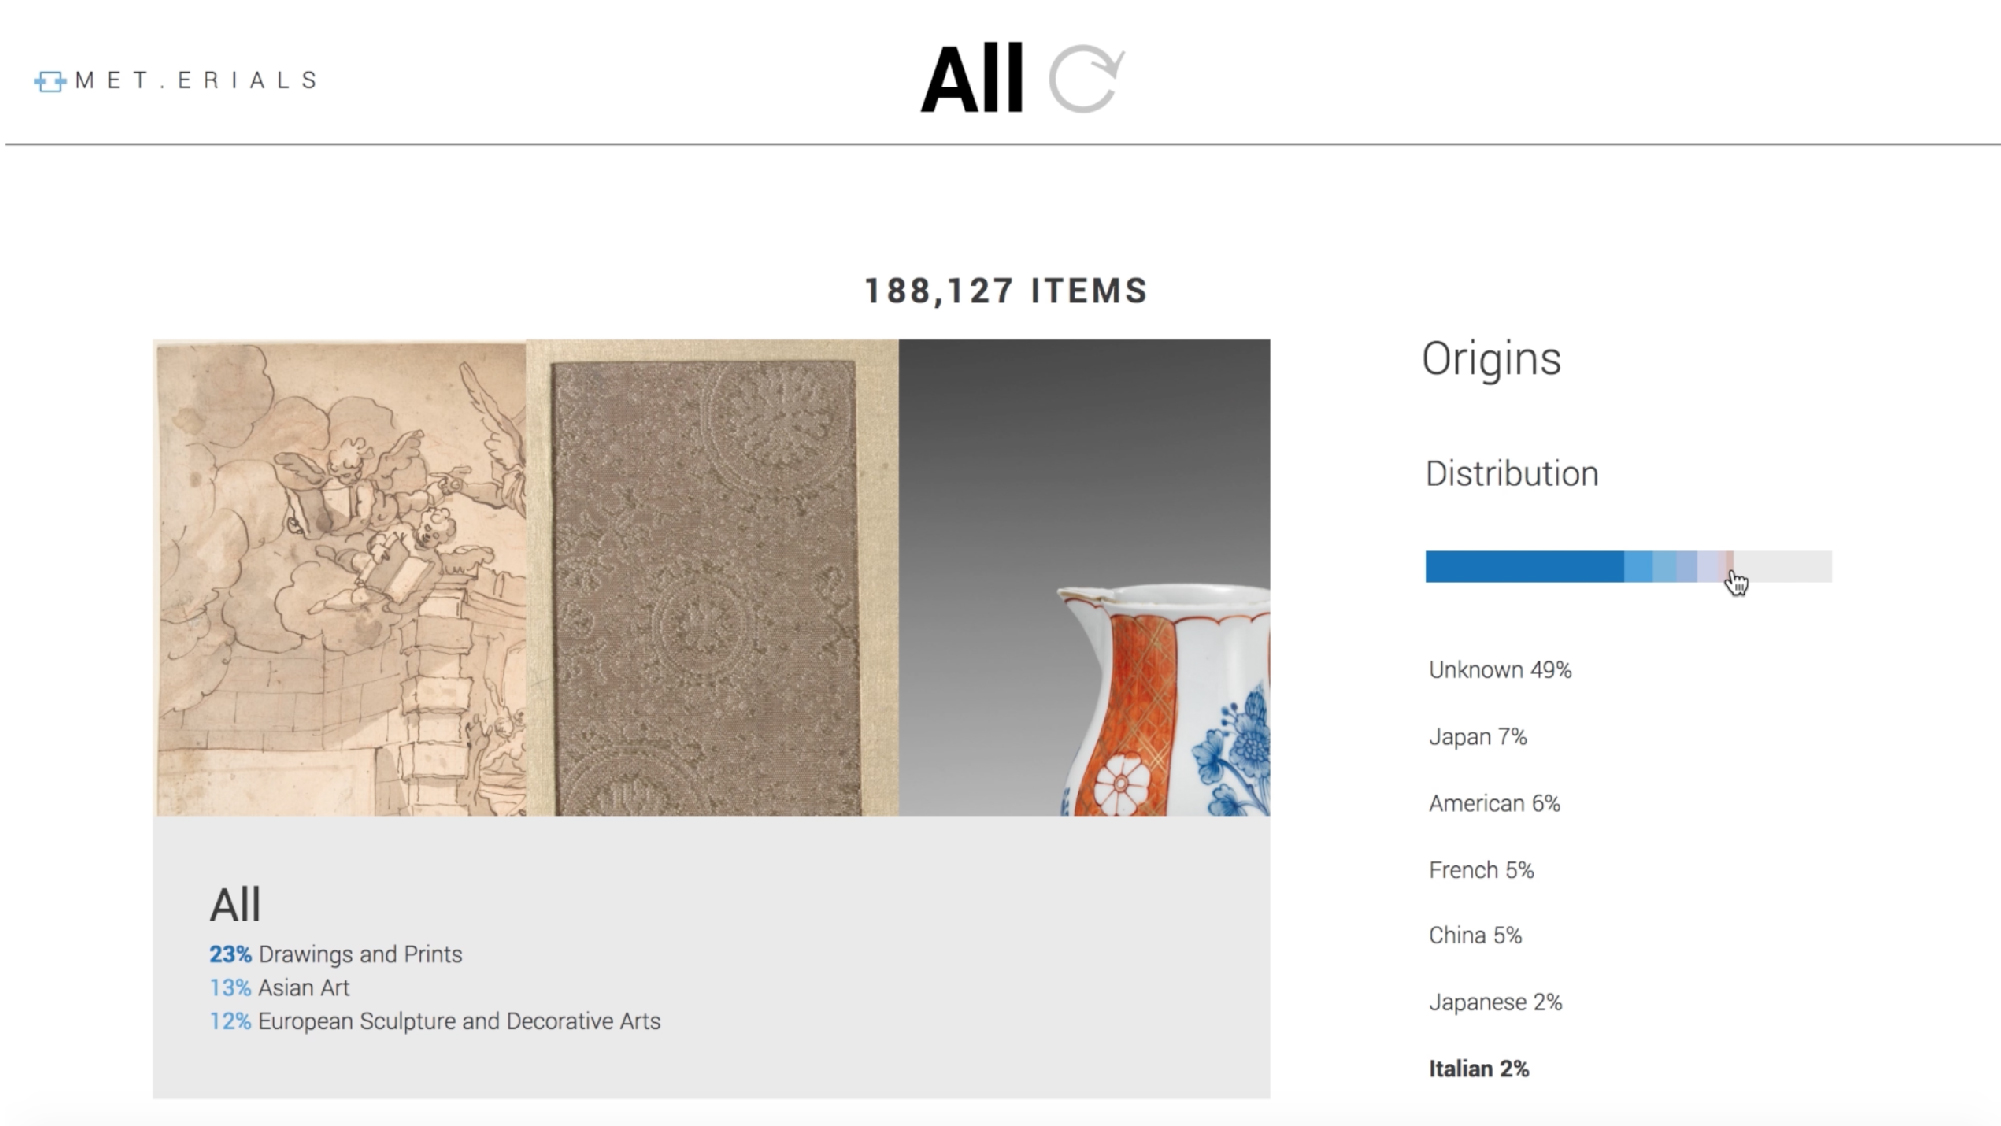 MET.ERIALS
All
188,127 ITEMS
Origins
Distribution
Unknown 49%
Japan 7%
American 6%
French 5%
China 5%
Japanese 2%
Italian 2%
All
23% Drawings and Prints
13% Asian Art
12% European Sculpture and Decorative Arts